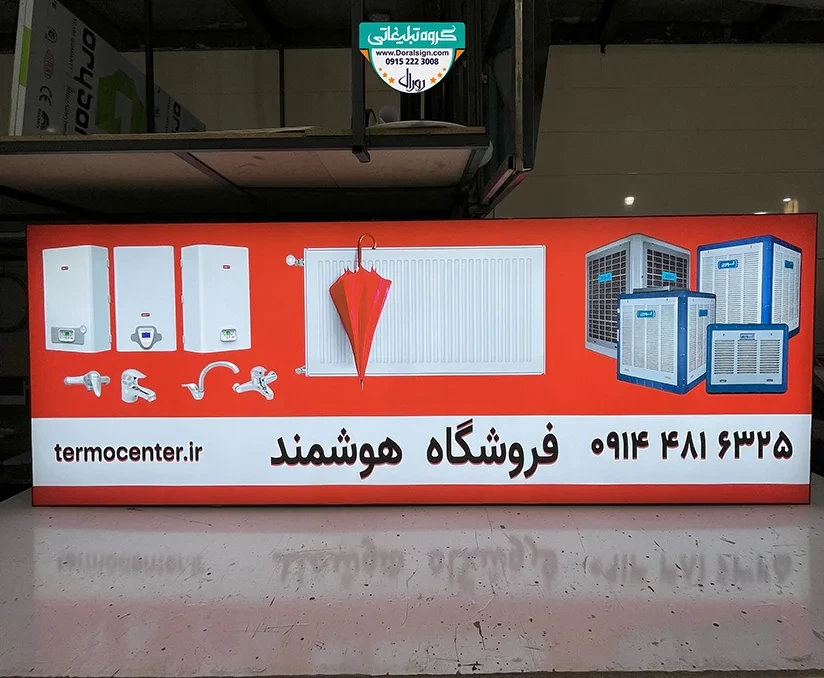 گروه تبلیغاتی
www.Doralsign.com
0915 222 3008
دورال
termocenter.ir
فروشگاه هوشمند
۰۹۱۴ ۴۸۱ ۶۳۲۵